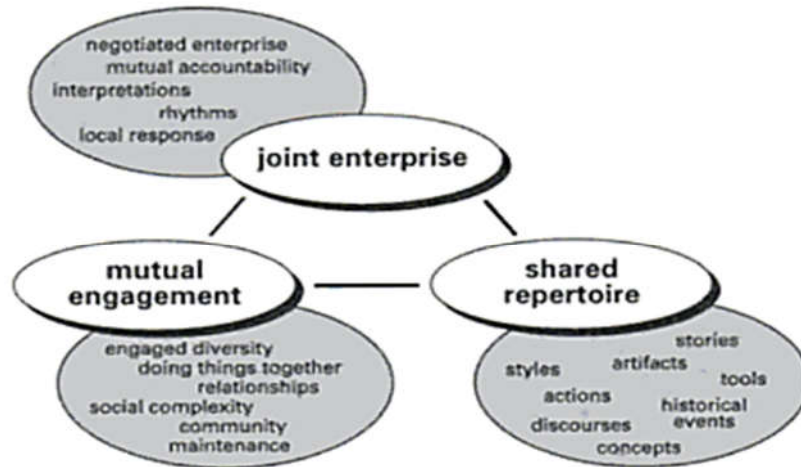 negotiated enterprise
mutual accountability
interpretations
rhythms
local response
joint enterprise
mutual
engagement
shared
repertoire
engaged diversity
doing things together
relationships
social complexity
community
maintenance
stories
styles
artifacts
tools
actions
historical
events
discourses
concepts